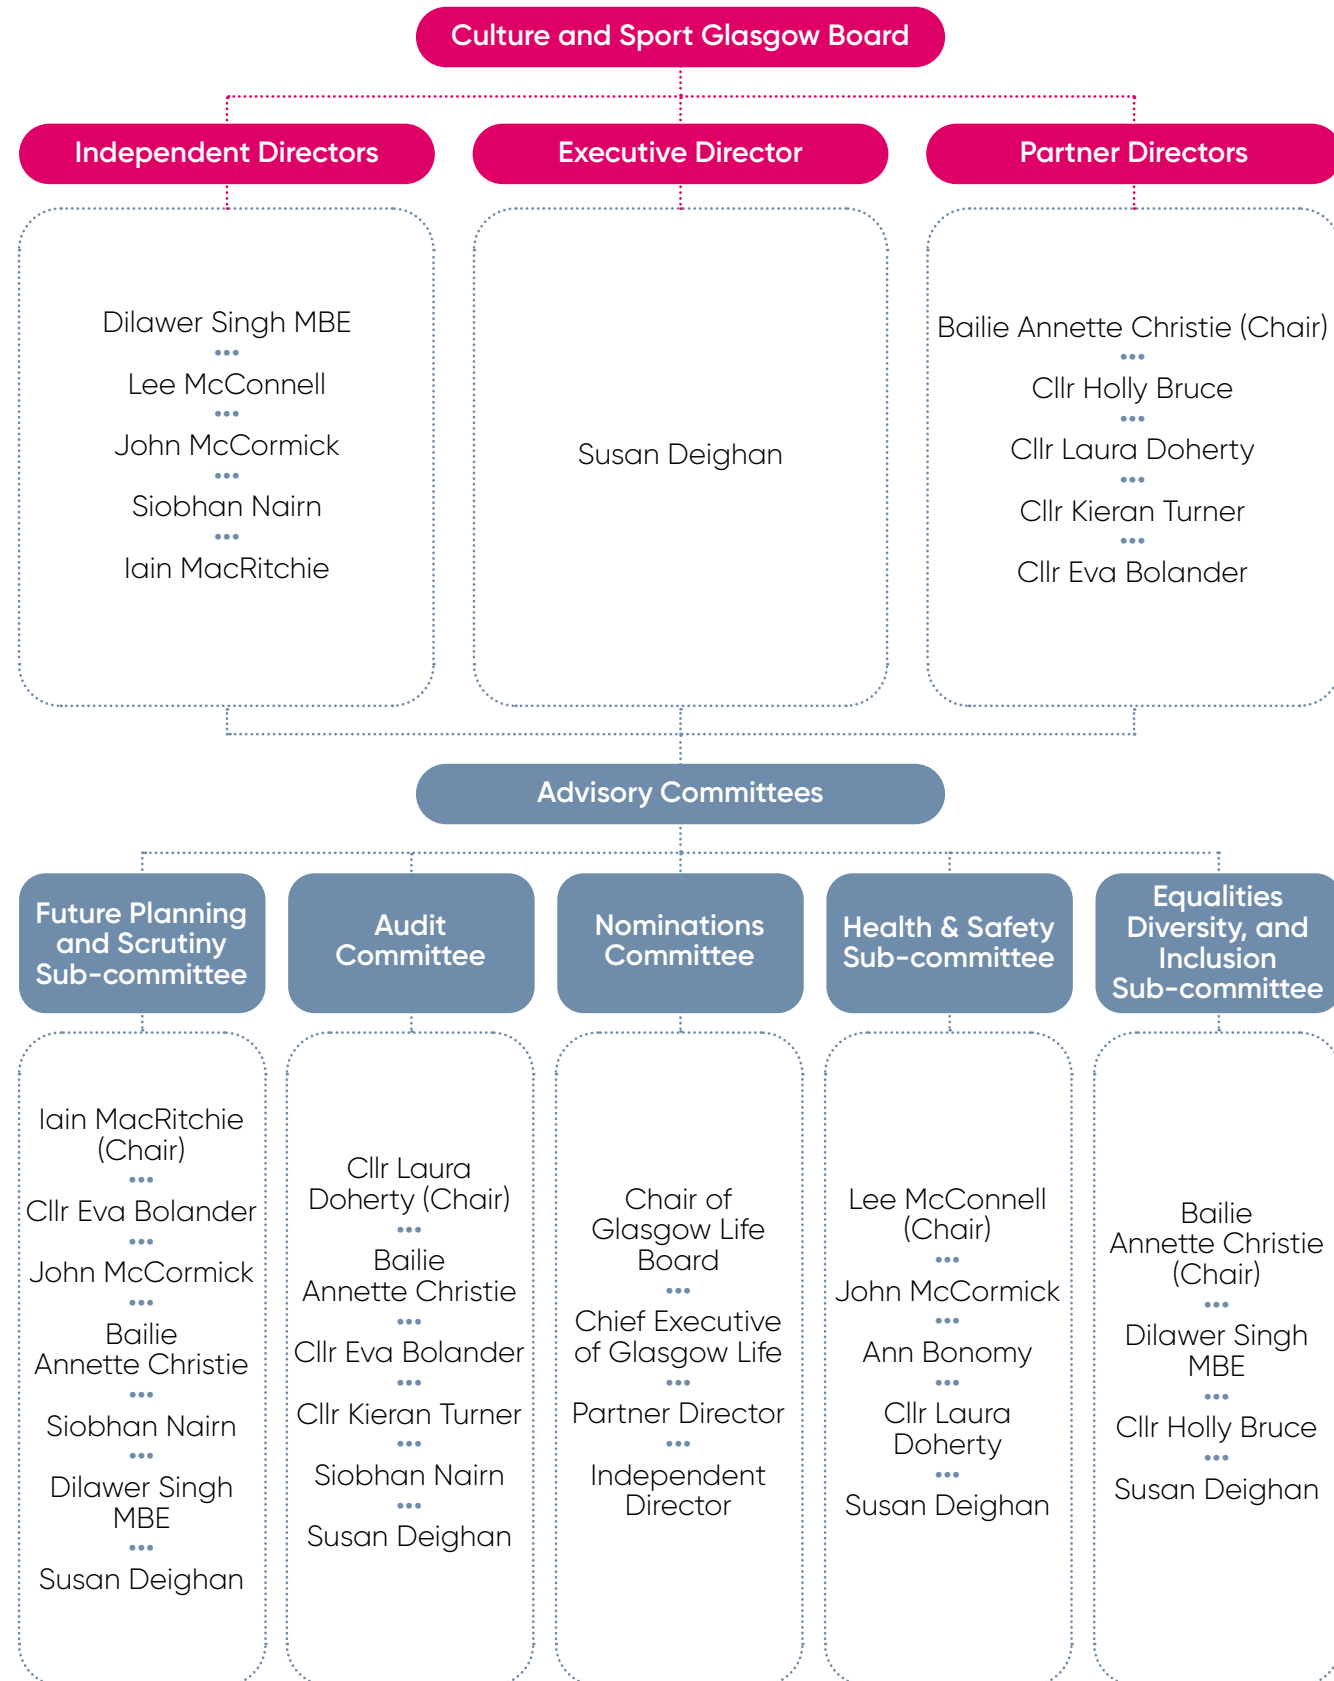 Culture and Sport Glasgow Board
Independent Directors
Executive Director
Partner Directors
Dilawer Singh MBE
Lee McConnell
John McCormick
Siobhan Nairn
Iain MacRitchie
Susan Deighan
Bailie Annette Christie (Chair)
Cllr Holly Bruce
Cllr Laura Doherty
Cllr Kieran Turner
Cllr Eva Bolander
Advisory Committees
Future Planning
and Scrutiny
Sub-committee
Audit
Committee
Nominations
Committee
Health & Safety
Sub-committee
Equalities
Diversity, and
Inclusion
Sub-committee
Iain MacRitchie
(Chair)
Cllr Eva Bolander
John McCormick
Bailie
Annette Christie
Siobhan Nairn
Dilawer Singh
MBE
Susan Deighan
Cllr Laura
Doherty (Chair)
Bailie
Annette Christie
Cllr Eva Bolander
Cllr Kieran Turner
Siobhan Nairn
Susan Deighan
Chair of
Glasgow Life
Board
Chief Executive
of Glasgow Life
Partner Director
Independent
Director
Lee McConnell
(Chair)
John McCormick
Ann Bonomy
Cllr Laura
Doherty
Susan Deighan
Bailie
Annette Christie
(Chair)
Dilawer Singh
MBE
Cllr Holly Bruce
Susan Deighan